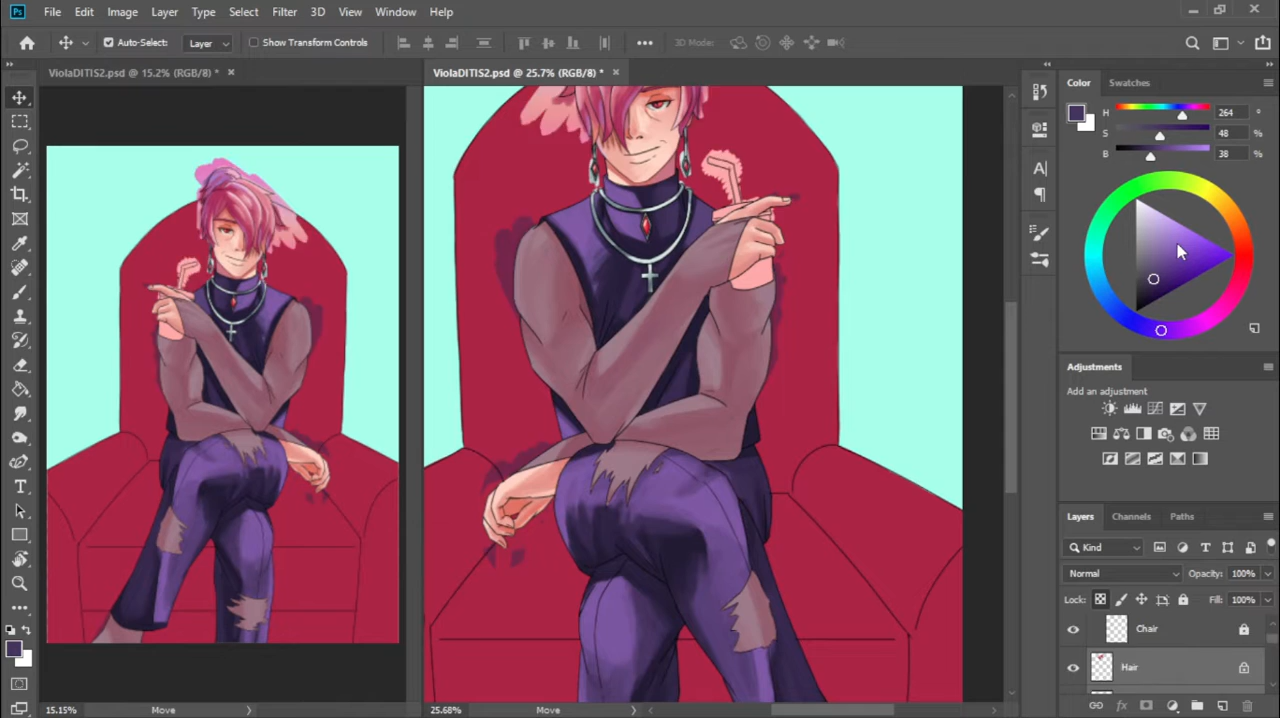 Ps File Edit Image Layer Type Select Filter 3D View Window Help
Auto-Select: Layer Show Transform Controls 3D Mode:
ViolaDITIS2.psd @ 15.2% (RGB/8) * ×
ViolaDITIS2.psd @ 25.7% (RGB/8) * ×
Color Swatches
H 264 °
S 48 %
B 38 %
Adjustments
Add an adjustment
Layers Channels Paths
Kind
Normal Opacity: 100%
Lock: Fill: 100%
Chair
Hair
15.15% Move
25.68% Move